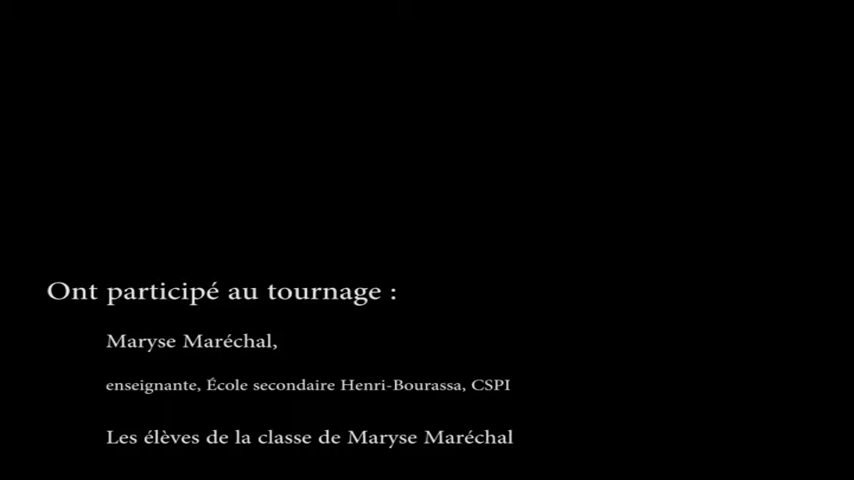 Ont participé au tournage :
Maryse Maréchal,
enseignante, École secondaire Henri-Bourassa, CSPI
Les élèves de la classe de Maryse Maréchal